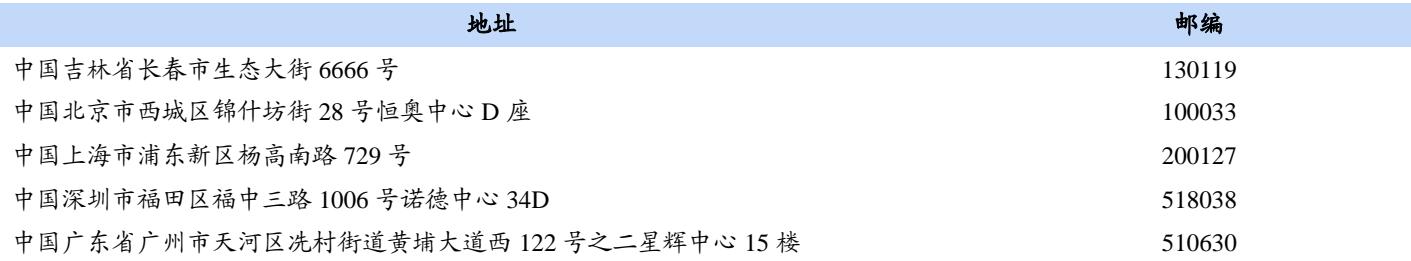 地址 邮编
中国吉林省长春市生态大街 6666 号 130119
中国北京市西城区锦什坊街 28 号恒奥中心 D 座 100033
中国上海市浦东新区杨高南路 729 号 200127
中国深圳市福田区福中三路 1006 号诺德中心 34D 518038
中国广东省广州市天河区冼村街道黄埔大道西 122 号之二星辉中心 15 楼 510630